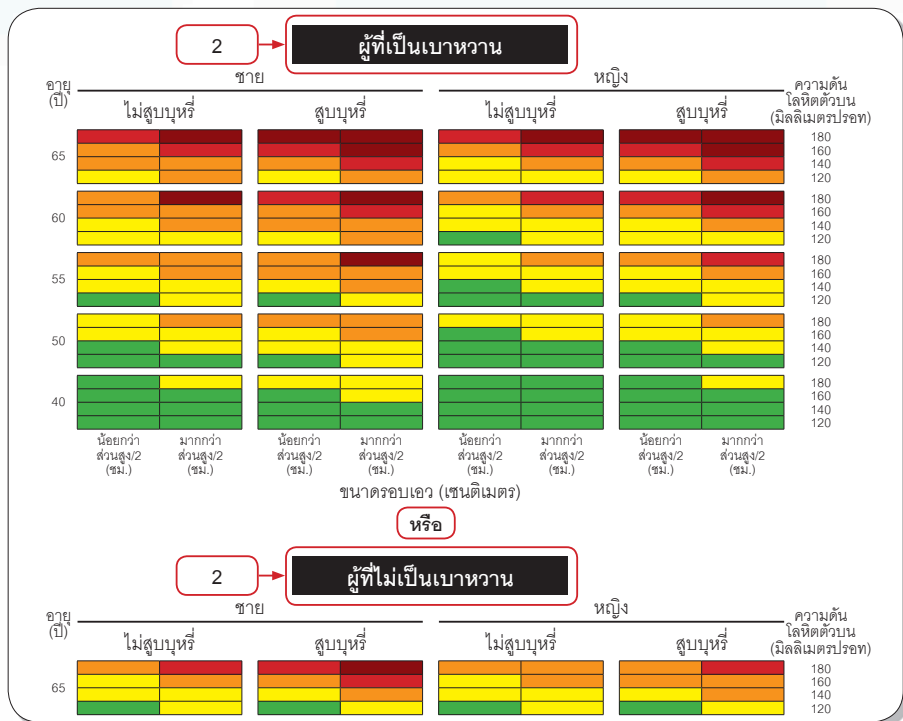 2
ผู้ที่เป็นเบาหวาน
อายุ
(ปี)
ชาย
หญิง
ความดัน
โลหิตตัวบน
(มิลลิเมตรปรอท)
ไม่สูบบุหรี่
สูบบุหรี่
ไม่สูบบุหรี่
สูบบุหรี่
65
180
160
140
120
60
180
160
140
120
55
180
160
140
120
50
180
160
140
120
40
180
160
140
120
น้อยกว่า มากกว่า น้อยกว่า มากกว่า น้อยกว่า มากกว่า น้อยกว่า มากกว่า
ส่วนสูง/2 ส่วนสูง/2 ส่วนสูง/2 ส่วนสูง/2 ส่วนสูง/2 ส่วนสูง/2 ส่วนสูง/2 ส่วนสูง/2
(ซม.) (ซม.) (ซม.) (ซม.) (ซม.) (ซม.) (ซม.) (ซม.)
ขนาดรอบเอว (เซนติเมตร)
หรือ
2
ผู้ที่ไม่เป็นเบาหวาน
อายุ
(ปี)
ชาย
หญิง
ความดัน
โลหิตตัวบน
(มิลลิเมตรปรอท)
ไม่สูบบุหรี่
สูบบุหรี่
ไม่สูบบุหรี่
สูบบุหรี่
65
180
160
140
120